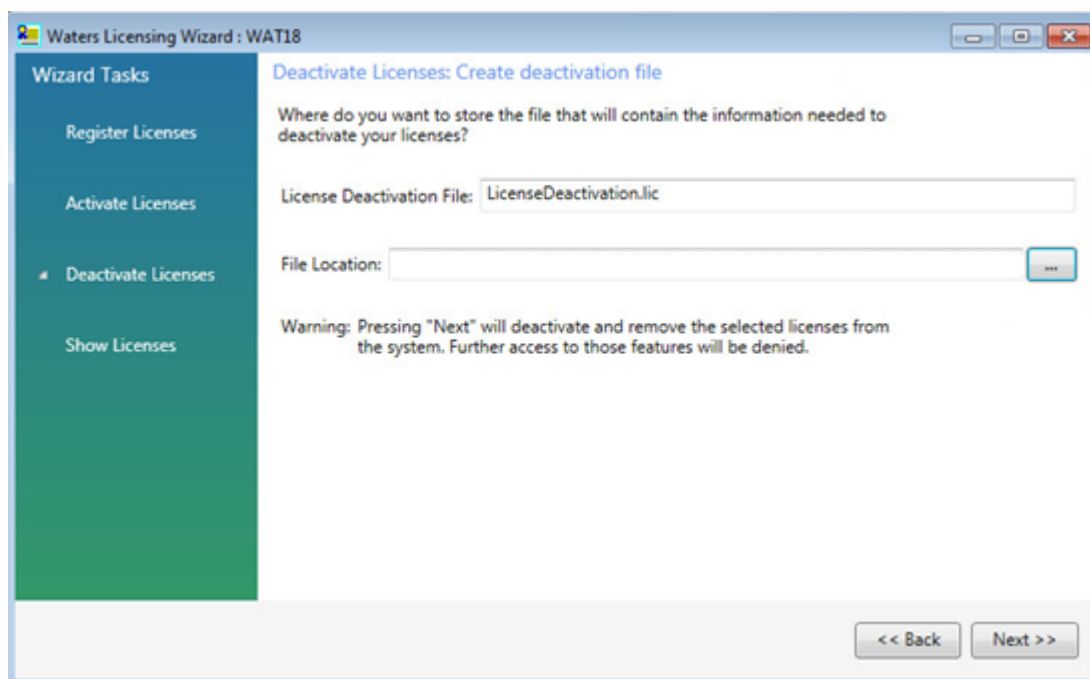 Waters Licensing Wizard : WAT18
Wizard Tasks
Register Licenses
Activate Licenses
Deactivate Licenses
Show Licenses
Deactivate Licenses: Create deactivation file
Where do you want to store the file that will contain the information needed to
deactivate your licenses?
License Deactivation File: LicenseDeactivation.lic
File Location: ...
Warning: Pressing "Next" will deactivate and remove the selected licenses from
the system. Further access to those features will be denied.
<< Back Next >>